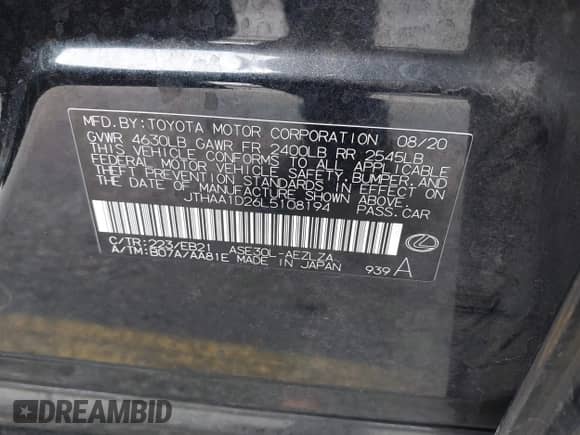 MFD.BY:TOYOTA MOTOR CORPORATION 08/20
GVWR 4630LB GAWR FR 2400LB RR 2545LB
THIS VEHICLE CONFORMS TO ALL APPLICABLE
FEDERAL MOTOR VEHICLE SAFETY, BUMPER, AND
THEFT PREVENTION STANDARDS IN EFFECT ON THE
DATE OF MANUFACTURE SHOWN ABOVE.
JTHAA1D26L5108194 PASS.CAR
C/TR:223/EB21 ASE30L-AEZLZA
A/TM:B07A/AA81E MADE IN JAPAN 939 A
DREAMBID